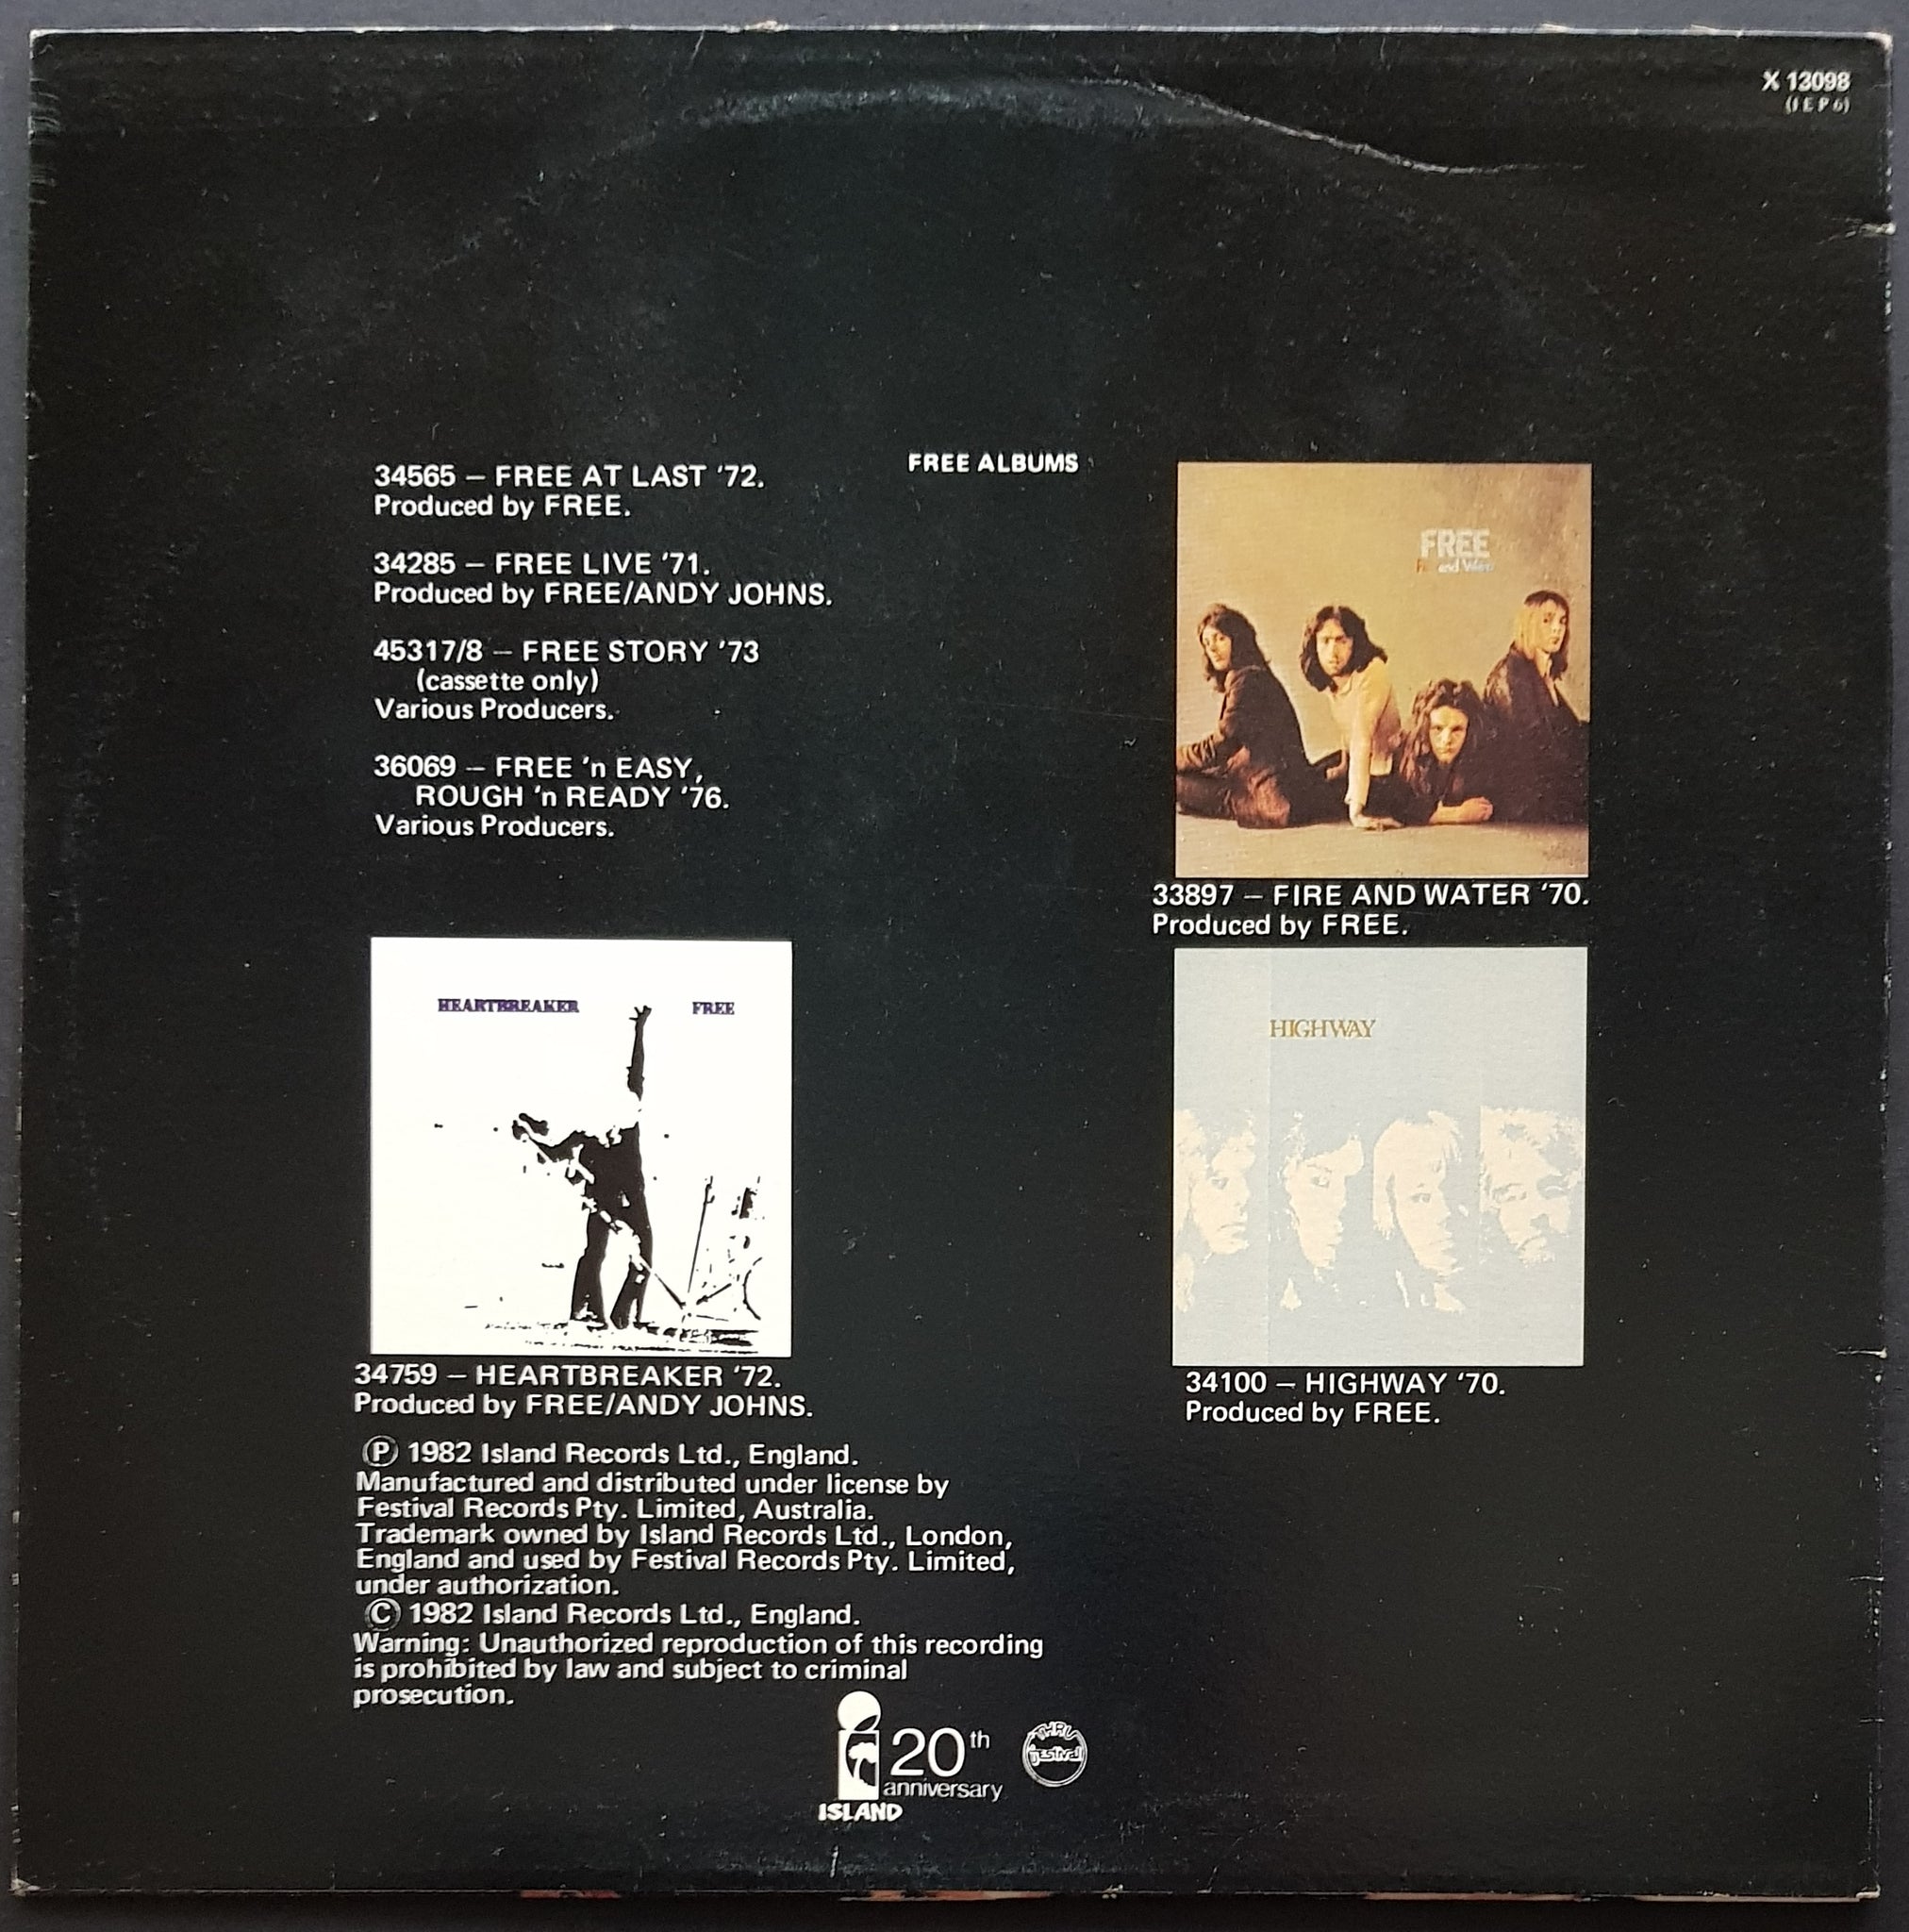 X 13098
(I E P 6)
FREE ALBUMS
34565 — FREE AT LAST '72.
Produced by FREE.
34285 — FREE LIVE '71.
Produced by FREE/ANDY JOHNS.
45317/8 — FREE STORY '73
(cassette only)
Various Producers.
36069 — FREE 'n EASY,
ROUGH 'n READY '76.
Various Producers.
FREE
Fire and Water
33897 — FIRE AND WATER '70.
Produced by FREE.
HEARTBREAKER FREE
34759 — HEARTBREAKER '72.
Produced by FREE/ANDY JOHNS.
HIGHWAY
34100 — HIGHWAY '70.
Produced by FREE.
Ⓟ 1982 Island Records Ltd., England.
Manufactured and distributed under license by
Festival Records Pty. Limited, Australia.
Trademark owned by Island Records Ltd., London,
England and used by Festival Records Pty. Limited,
under authorization.
© 1982 Island Records Ltd., England.
Warning: Unauthorized reproduction of this recording
is prohibited by law and subject to criminal
prosecution.
20th
anniversary
ISLAND
THRU
FESTIVAL